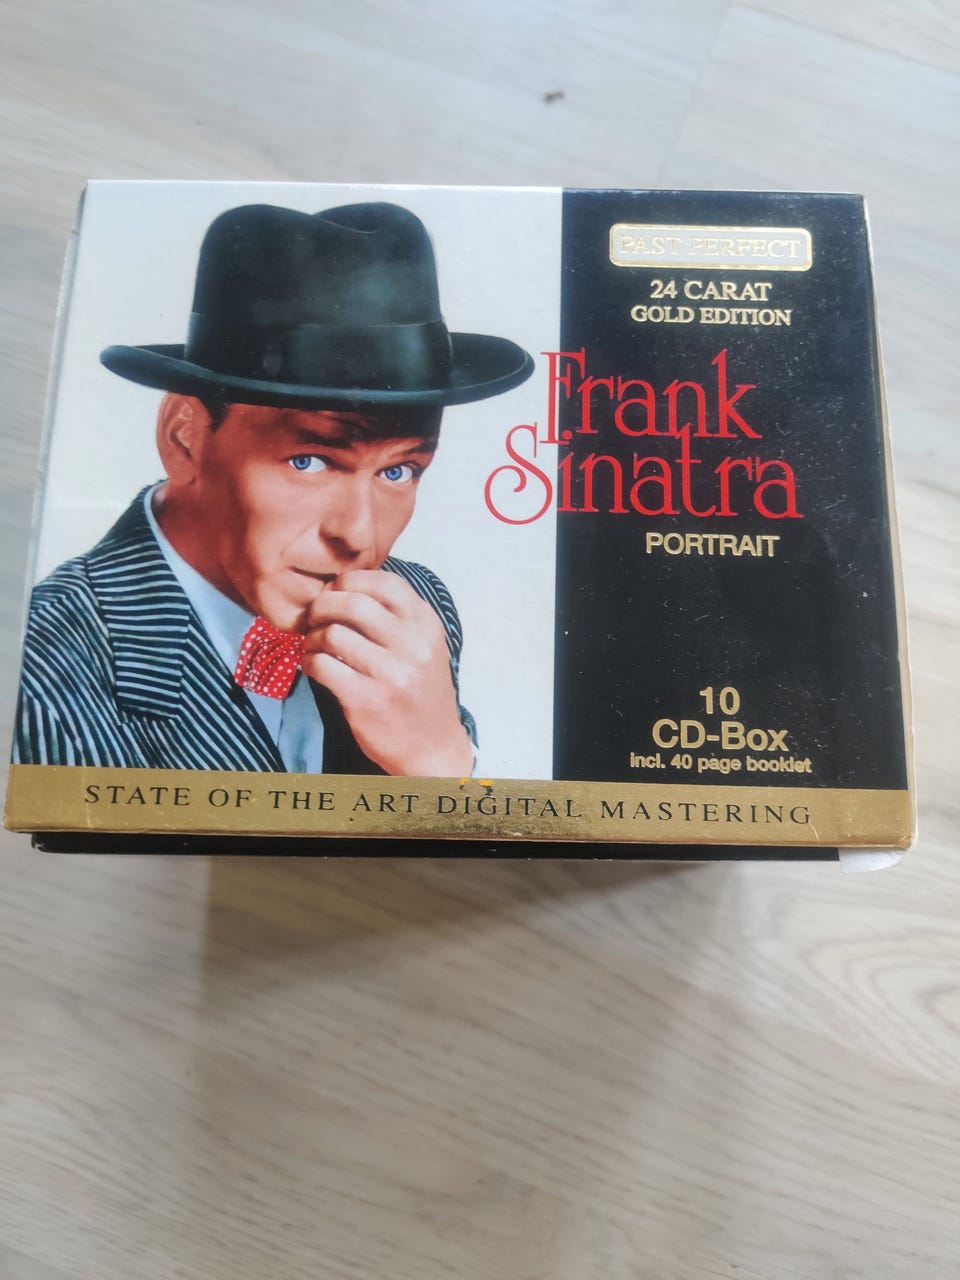 PAST PERFECT
24 CARAT
GOLD EDITION
Frank
Sinatra
PORTRAIT
10
CD-Box
incl. 40 page booklet
STATE OF THE ART DIGITAL MASTERING